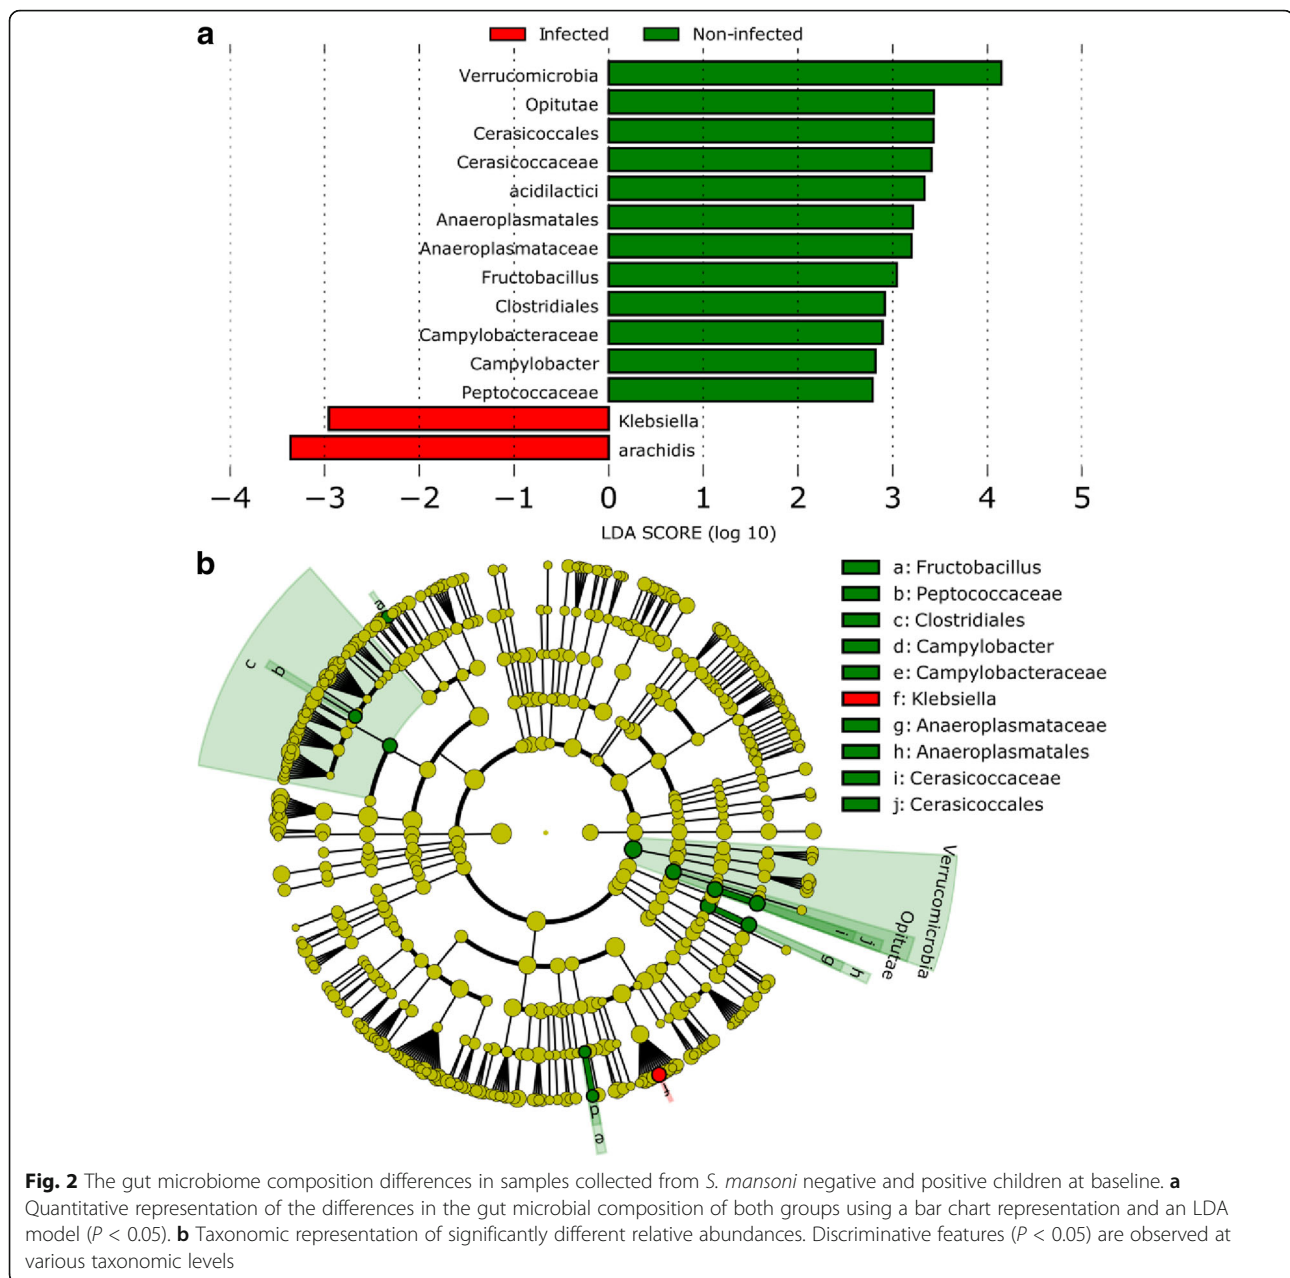 a
Infected
Non-infected
Verrucomicrobia
Opitutae
Cerasicoccales
Cerasicoccaceae
acidilactici
Anaeroplasmatales
Anaeroplasmataceae
Fructobacillus
Clostridiales
Campylobacteraceae
Campylobacter
Peptococcaceae
Klebsiella
arachidis
−4 −3 −2 −1 0 1 2 3 4 5
LDA SCORE (log 10)
b
a: Fructobacillus
b: Peptococcaceae
c: Clostridiales
d: Campylobacter
e: Campylobacteraceae
f: Klebsiella
g: Anaeroplasmataceae
h: Anaeroplasmatales
i: Cerasicoccaceae
j: Cerasicoccales
a
c
b
Verrucomicrobia
Opitutae
j
i
h
g
f
d
e
Fig. 2 The gut microbiome composition differences in samples collected from S. mansoni negative and positive children at baseline. a
Quantitative representation of the differences in the gut microbial composition of both groups using a bar chart representation and an LDA
model (P < 0.05). b Taxonomic representation of significantly different relative abundances. Discriminative features (P < 0.05) are observed at
various taxonomic levels